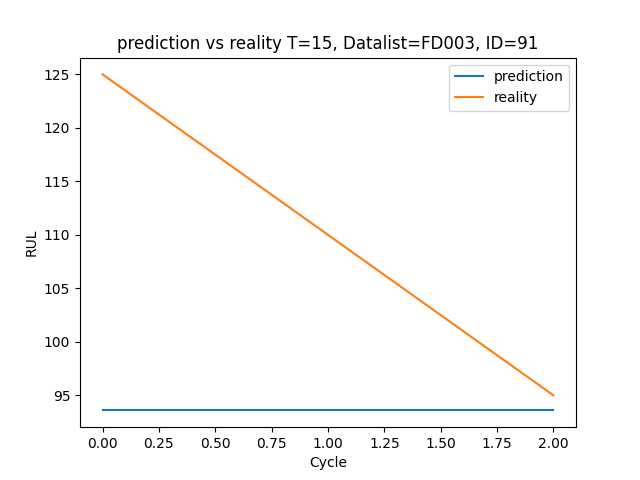 prediction vs reality T=15, Datalist=FD003, ID=91
prediction
reality
125
120
115
110
105
100
95
RUL
0.00 0.25 0.50 0.75 1.00 1.25 1.50 1.75 2.00
Cycle